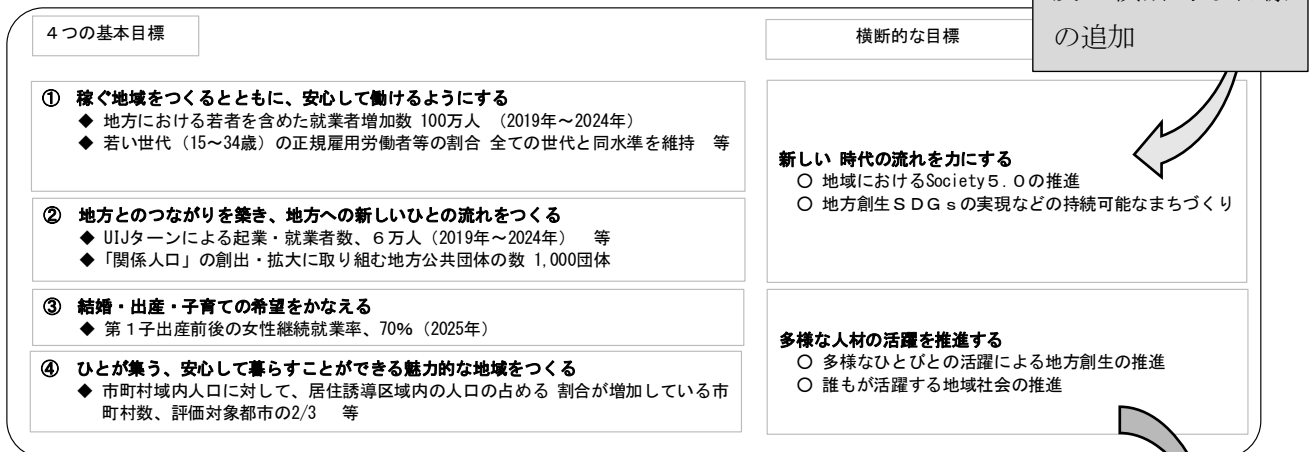 の追加
4つの基本目標
横断的な目標
① 稼ぐ地域をつくるとともに、安心して働けるようにする
◆ 地方における若者を含めた就業者増加数 100万人 (2019年~2024年)
◆ 若い世代(15~34歳)の正規雇用労働者等の割合 全ての世代と同水準を維持 等
② 地方とのつながりを築き、地方への新しいひとの流れをつくる
◆ UIJターンによる起業・就業者数、6万人(2019年~2024年) 等
◆「関係人口」の創出・拡大に取り組む地方公共団体の数 1,000団体
③ 結婚・出産・子育ての希望をかなえる
◆ 第1子出産前後の女性継続就業率、70%(2025年)
④ ひとが集う、安心して暮らすことができる魅力的な地域をつくる
◆ 市町村域内人口に対して、居住誘導区域内の人口の占める 割合が増加している市
町村数、評価対象都市の2/3 等
新しい 時代の流れを力にする
○ 地域におけるSociety5.0の推進
○ 地方創生SDGsの実現などの持続可能なまちづくり
多様な人材の活躍を推進する
○ 多様なひとびとの活躍による地方創生の推進
○ 誰もが活躍する地域社会の推進